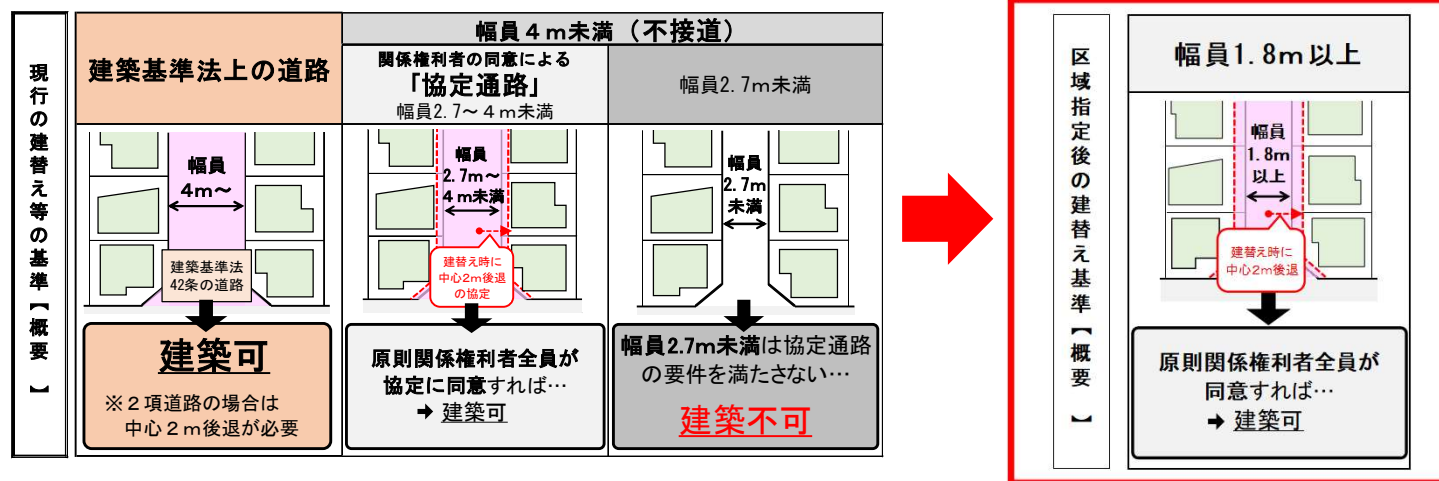 現行の建替え等の基準【概要】
建築基準法上の道路
幅員4m未満（不接道）
関係権利者の同意による
「協定通路」
幅員2.7～4m未満
幅員2.7m未満
幅員
4m～
建築基準法
42条の道路
幅員
2.7m～
4m未満
建替え時に
中心2m後退
の協定
幅員
2.7m
未満
建築可
※2項道路の場合は
中心2m後退が必要
原則関係権利者全員が
協定に同意すれば…
➜ 建築可
幅員2.7m未満は協定通路
の要件を満たさない…
建築不可
区域指定後の建替え基準【概要】
幅員1.8m以上
幅員
1.8m
以上
建替え時に
中心2m後退
原則関係権利者全員が
同意すれば…
➜ 建築可